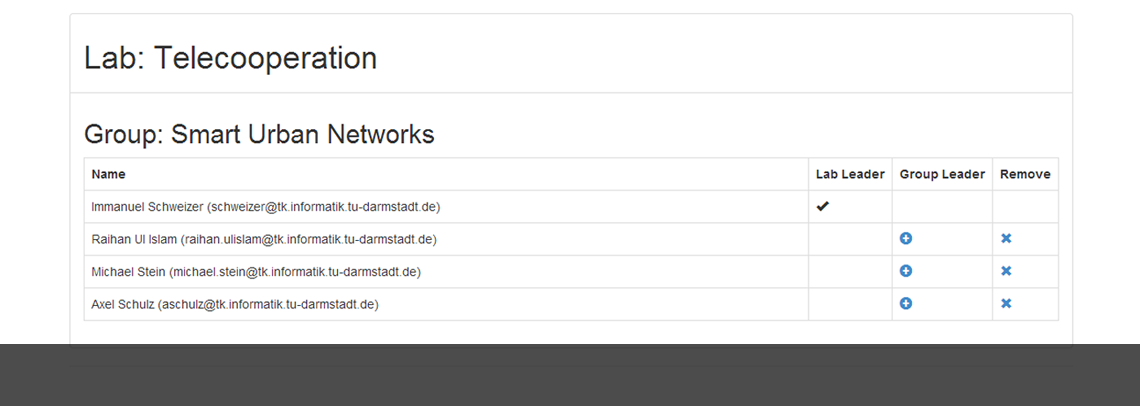 Lab: Telecooperation
Group: Smart Urban Networks
Name Lab Leader Group Leader Remove
Immanuel Schweizer (schweizer@tk.informatik.tu-darmstadt.de)
Raihan Ul Islam (raihan.ulislam@tk.informatik.tu-darmstadt.de)
Michael Stein (michael.stein@tk.informatik.tu-darmstadt.de)
Axel Schulz (aschulz@tk.informatik.tu-darmstadt.de)